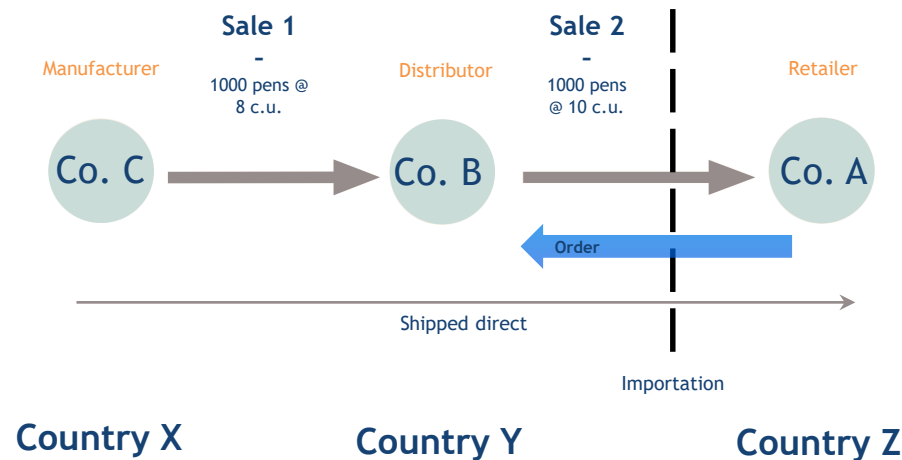 Sale 1
-
1000 pens @
8 c.u.
Sale 2
-
1000 pens
@ 10 c.u.
Manufacturer
Distributor
Retailer
Co. C
Co. B
Co. A
Order
Shipped direct
Importation
Country X
Country Y
Country Z